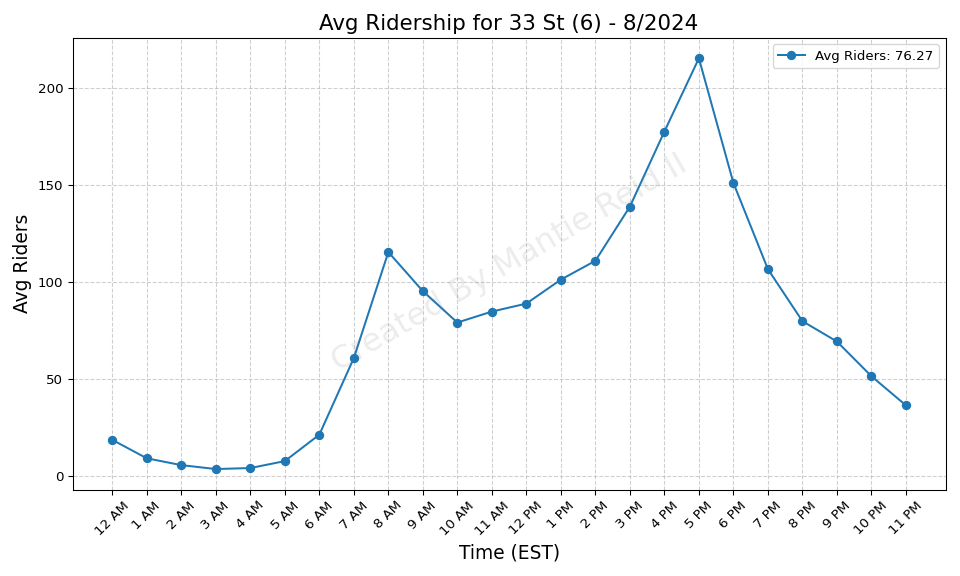 Avg Ridership for 33 St (6) - 8/2024
Avg Riders: 76.27
Avg Riders
200
150
100
50
0
Created By Mantle Reid II
12 AM
1 AM
2 AM
3 AM
4 AM
5 AM
6 AM
7 AM
8 AM
9 AM
10 AM
11 AM
12 PM
1 PM
2 PM
3 PM
4 PM
5 PM
6 PM
7 PM
8 PM
9 PM
10 PM
11 PM
Time (EST)